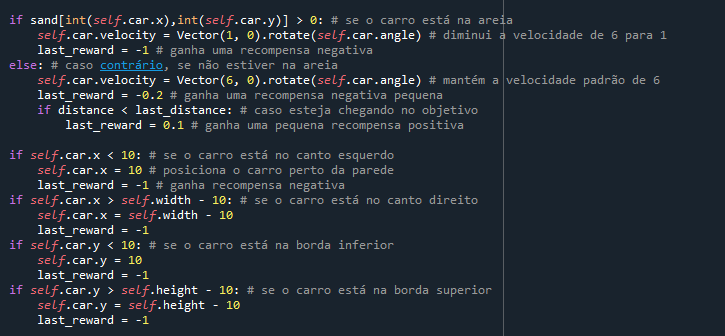 if sand[int(self.car.x),int(self.car.y)] > 0: # se o carro está na areia
    self.car.velocity = Vector(1, 0).rotate(self.car.angle) # diminui a velocidade de 6 para 1
    last_reward = -1 # ganha uma recompensa negativa
else: # caso contrário, se não estiver na areia
    self.car.velocity = Vector(6, 0).rotate(self.car.angle) # mantém a velocidade padrão de 6
    last_reward = -0.2 # ganha uma recompensa negativa pequena
    if distance < last_distance: # caso esteja chegando no objetivo
        last_reward = 0.1 # ganha uma pequena recompensa positiva

if self.car.x < 10: # se o carro está no canto esquerdo
    self.car.x = 10 # posiciona o carro perto da parede
    last_reward = -1 # ganha recompensa negativa
if self.car.x > self.width - 10: # se o carro está no canto direito
    self.car.x = self.width - 10
    last_reward = -1
if self.car.y < 10: # se o carro está na borda inferior
    self.car.y = 10
    last_reward = -1
if self.car.y > self.height - 10: # se o carro está na borda superior
    self.car.y = self.height - 10
    last_reward = -1